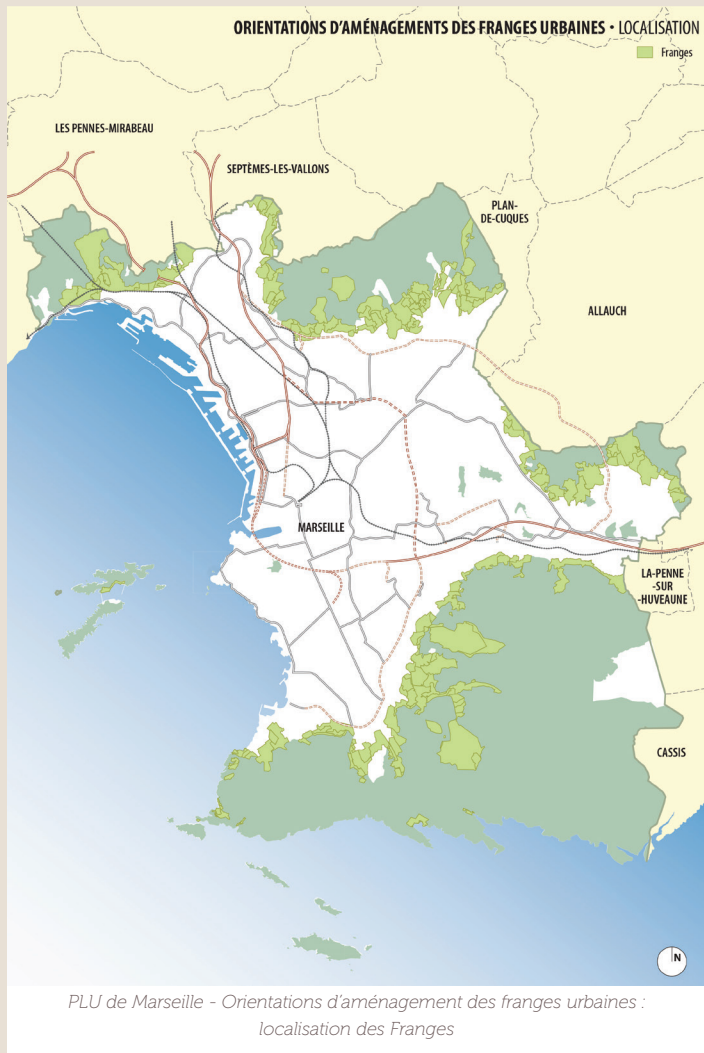 ORIENTATIONS D'AMÉNAGEMENTS DES FRANGES URBAINES • LOCALISATION
Franges
LES PENNES-MIRABEAU
SEPTÈMES-LES-VALLONS
PLAN-
DE-CUQUES
ALLAUCH
MARSEILLE
LA-PENNE
-SUR
-HUVEAUNE
CASSIS
N
PLU de Marseille - Orientations d'aménagement des franges urbaines :
localisation des Franges